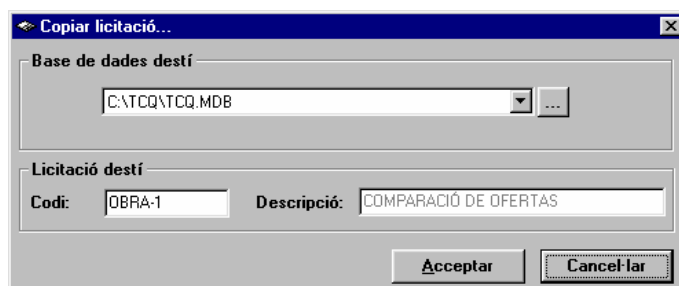 Copiar licitació...
Base de dades destí
C:\TCQ\TCQ.MDB
...
Licitació destí
Codi: OBRA-1 Descripció: COMPARACIÓ DE OFERTAS
Acceptar Cancel·lar